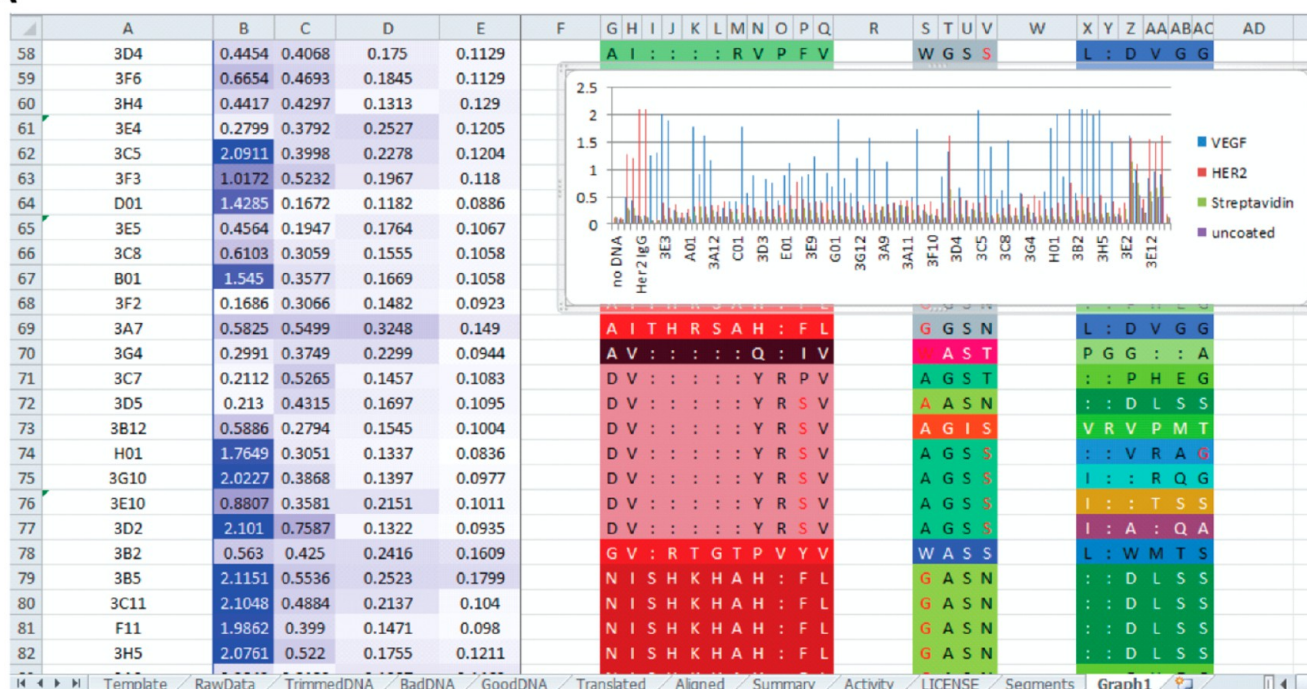 A B C D E F G H I J K L M N O P Q R S T U V W X Y Z AA AB AC AD
58 3D4 0.4454 0.4068 0.175 0.1129 A I : : : : R V P F V W G S S L : D V G G
59 3F6 0.6654 0.4693 0.1845 0.1129
60 3H4 0.4417 0.4297 0.1313 0.129
61 3E4 0.2799 0.3792 0.2527 0.1205
62 3C5 2.0911 0.3998 0.2278 0.1204
63 3F3 1.0172 0.5232 0.1967 0.118
64 D01 1.4285 0.1672 0.1182 0.0886
65 3E5 0.4564 0.1947 0.1764 0.1067
66 3C8 0.6103 0.3059 0.1555 0.1058
67 B01 1.545 0.3577 0.1669 0.1058
68 3F2 0.1686 0.3066 0.1482 0.0923
2.5
2
1.5
1
0.5
0
no DNA Her2 IgG 3E3 A01 3A12 C01 3D3 E01 3E9 G01 3G12 3A9 3A11 3F10 3D4 3C5 3C8 3G4 H01 3B2 3H5 3E2 3E12
VEGF
HER2
Streptavidin
uncoated
69 3A7 0.5825 0.5499 0.3248 0.149 A I T H R S A H : F L G G S N L : D V G G
70 3G4 0.2991 0.3749 0.2299 0.0944 A V : : : : : Q : I V A S T P G G : : A
71 3C7 0.2112 0.5265 0.1457 0.1083 D V : : : : : Y R P V A G S T : : P H E G
72 3D5 0.213 0.4315 0.1697 0.1095 D V : : : : : Y R S V A A S N : : D L S S
73 3B12 0.5886 0.2794 0.1545 0.1004 D V : : : : : Y R S V A G I S V R V P M T
74 H01 1.7649 0.3051 0.1337 0.0836 D V : : : : : Y R S V A G S S : : V R A G
75 3G10 2.0227 0.3868 0.1397 0.0977 D V : : : : : Y R S V A G S S I : : R Q G
76 3E10 0.8807 0.3581 0.2151 0.1011 D V : : : : : Y R S V A G S S I : : T S S
77 3D2 2.101 0.7587 0.1322 0.0935 D V : : : : : Y R S V A G S S I : A : Q A
78 3B2 0.563 0.425 0.2416 0.1609 G V : R T G T P V Y V W A S S L : W M T S
79 3B5 2.1151 0.5536 0.2523 0.1799 N I S H K H A H : F L G A S N : : D L S S
80 3C11 2.1048 0.4884 0.2137 0.104 N I S H K H A H : F L G A S N : : D L S S
81 F11 1.9862 0.399 0.1471 0.098 N I S H K H A H : F L G A S N : : D L S S
82 3H5 2.0761 0.522 0.1755 0.1211 N I S H K H A H : F L G A S N : : D L S S
Template RawData TrimmedDNA BadDNA GoodDNA Translated Aligned Summary Activity LICENSE Segments Graph1